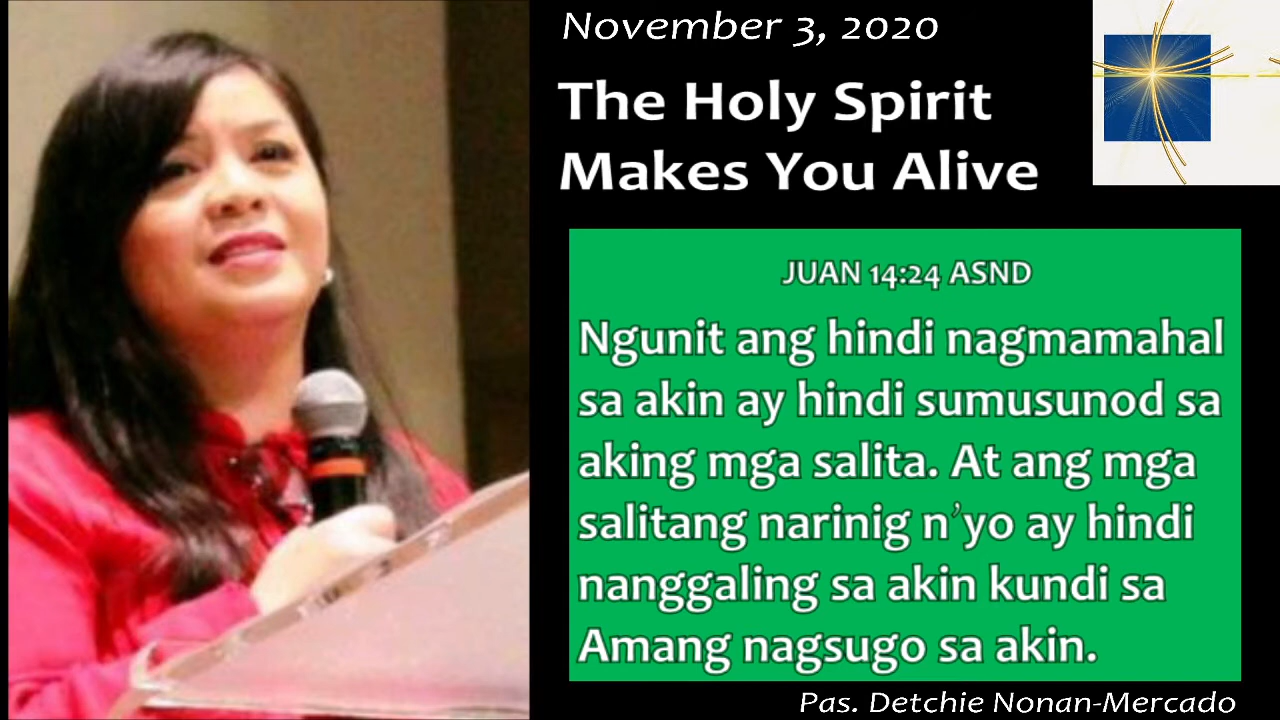 November 3, 2020
The Holy Spirit
Makes You Alive
JUAN 14:24 ASND
Ngunit ang hindi nagmamahal
sa akin ay hindi sumusunod sa
aking mga salita. At ang mga
salitang narinig n’yo ay hindi
nanggaling sa akin kundi sa
Amang nagsugo sa akin.
Pas. Detchie Nonan-Mercado